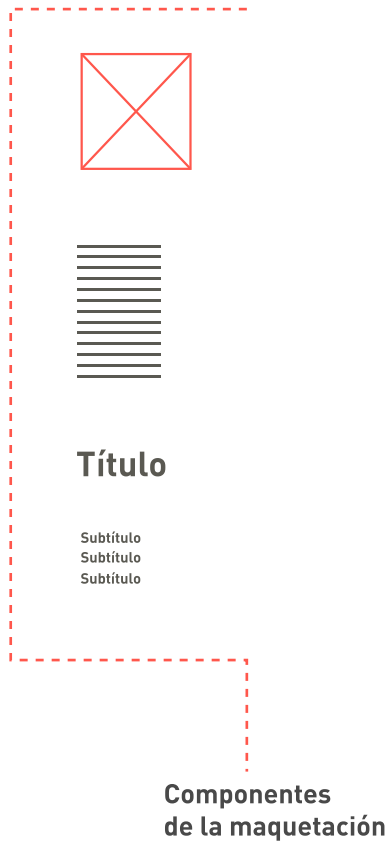 Título
Subtítulo
Subtítulo
Subtítulo
Componentes
de la maquetación